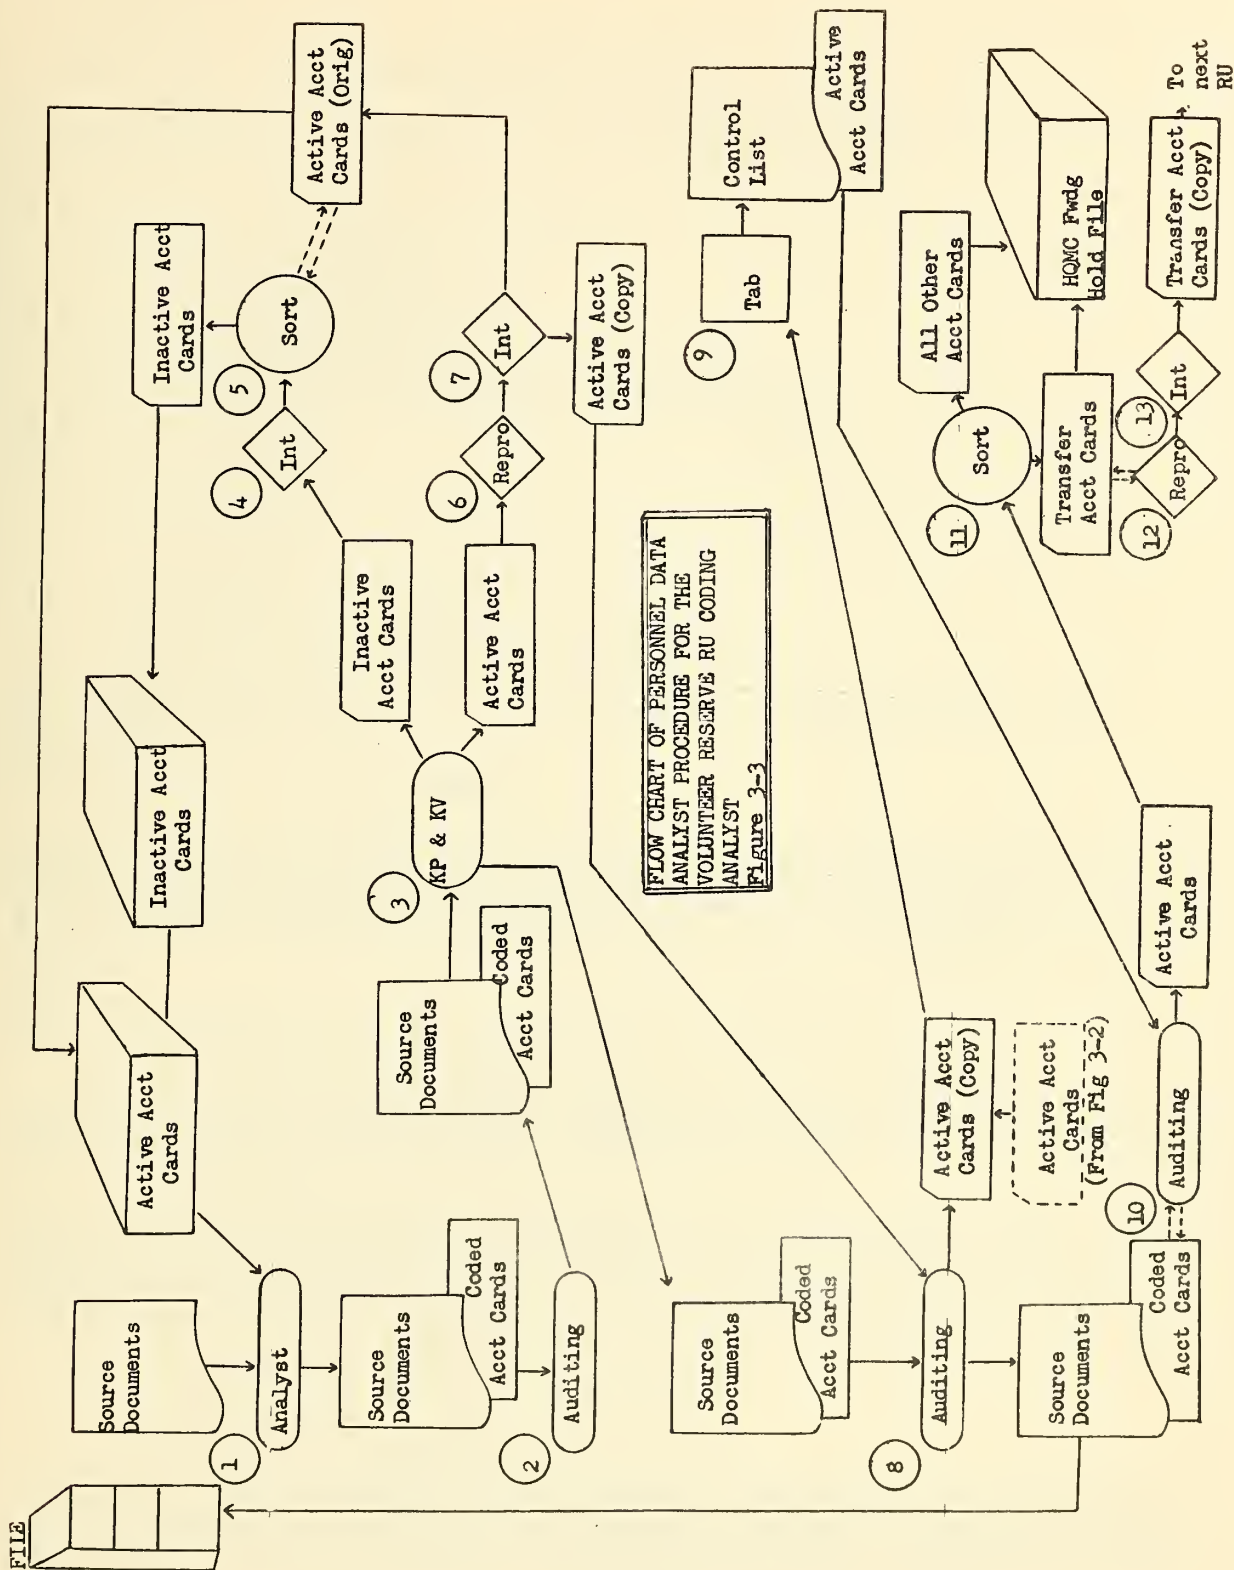 FILE
Source
Documents
1
Analyst
Source
Documents
Coded
Acct Cards
2
Auditing
Active Acct
Cards
Inactive Acct
Cards
Source
Documents
Coded
Acct Cards
3
KP & KV
Inactive
Acct Cards
Active Acct
Cards
4
Int
5
Sort
Inactive Acct
Cards
Active Acct
Cards (Orig)
6
Repro
7
Int
Active Acct
Cards (Copy)
FLOW CHART OF PERSONNEL DATA
ANALYST PROCEDURE FOR THE
VOLUNTEER RESERVE RU CODING
ANALYST
Figure 3-3
Source
Documents
Coded
Acct Cards
8
Auditing
Source
Documents
Coded
Acct Cards
Active Acct
Cards (Copy)
Active Acct
Cards
(From Fig 3-2)
9
Tab
Control
List
Active
Acct Cards
10
Auditing
Active Acct
Cards
11
Sort
All Other
Acct Cards
Transfer
Acct Cards
HQMC Fwdg
Hold File
12
Repro
13
Int
Transfer Acct
Cards (Copy)
To
next
RU